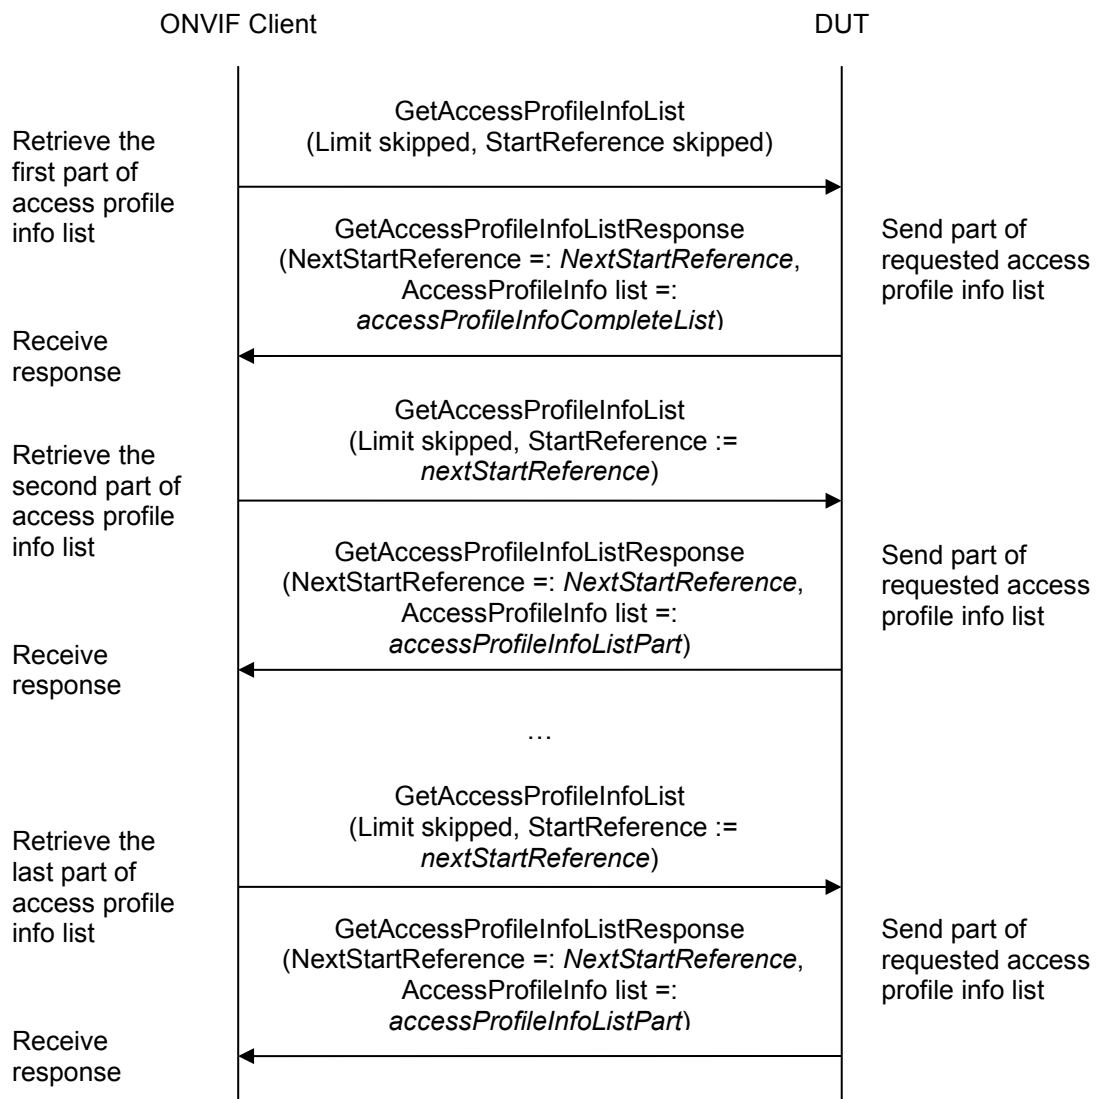 ONVIF Client
DUT
GetAccessProfileInfoList
(Limit skipped, StartReference skipped)
Retrieve the
first part of
access profile
info list
GetAccessProfileInfoListResponse
(NextStartReference =: NextStartReference,
AccessProfileInfo list =:
accessProfileInfoCompleteList)
Send part of
requested access
profile info list
Receive
response
GetAccessProfileInfoList
(Limit skipped, StartReference :=
nextStartReference)
Retrieve the
second part of
access profile
info list
GetAccessProfileInfoListResponse
(NextStartReference =: NextStartReference,
AccessProfileInfo list =:
accessProfileInfoListPart)
Send part of
requested access
profile info list
Receive
response
…
GetAccessProfileInfoList
(Limit skipped, StartReference :=
nextStartReference)
Retrieve the
last part of
access profile
info list
GetAccessProfileInfoListResponse
(NextStartReference =: NextStartReference,
AccessProfileInfo list =:
accessProfileInfoListPart)
Send part of
requested access
profile info list
Receive
response